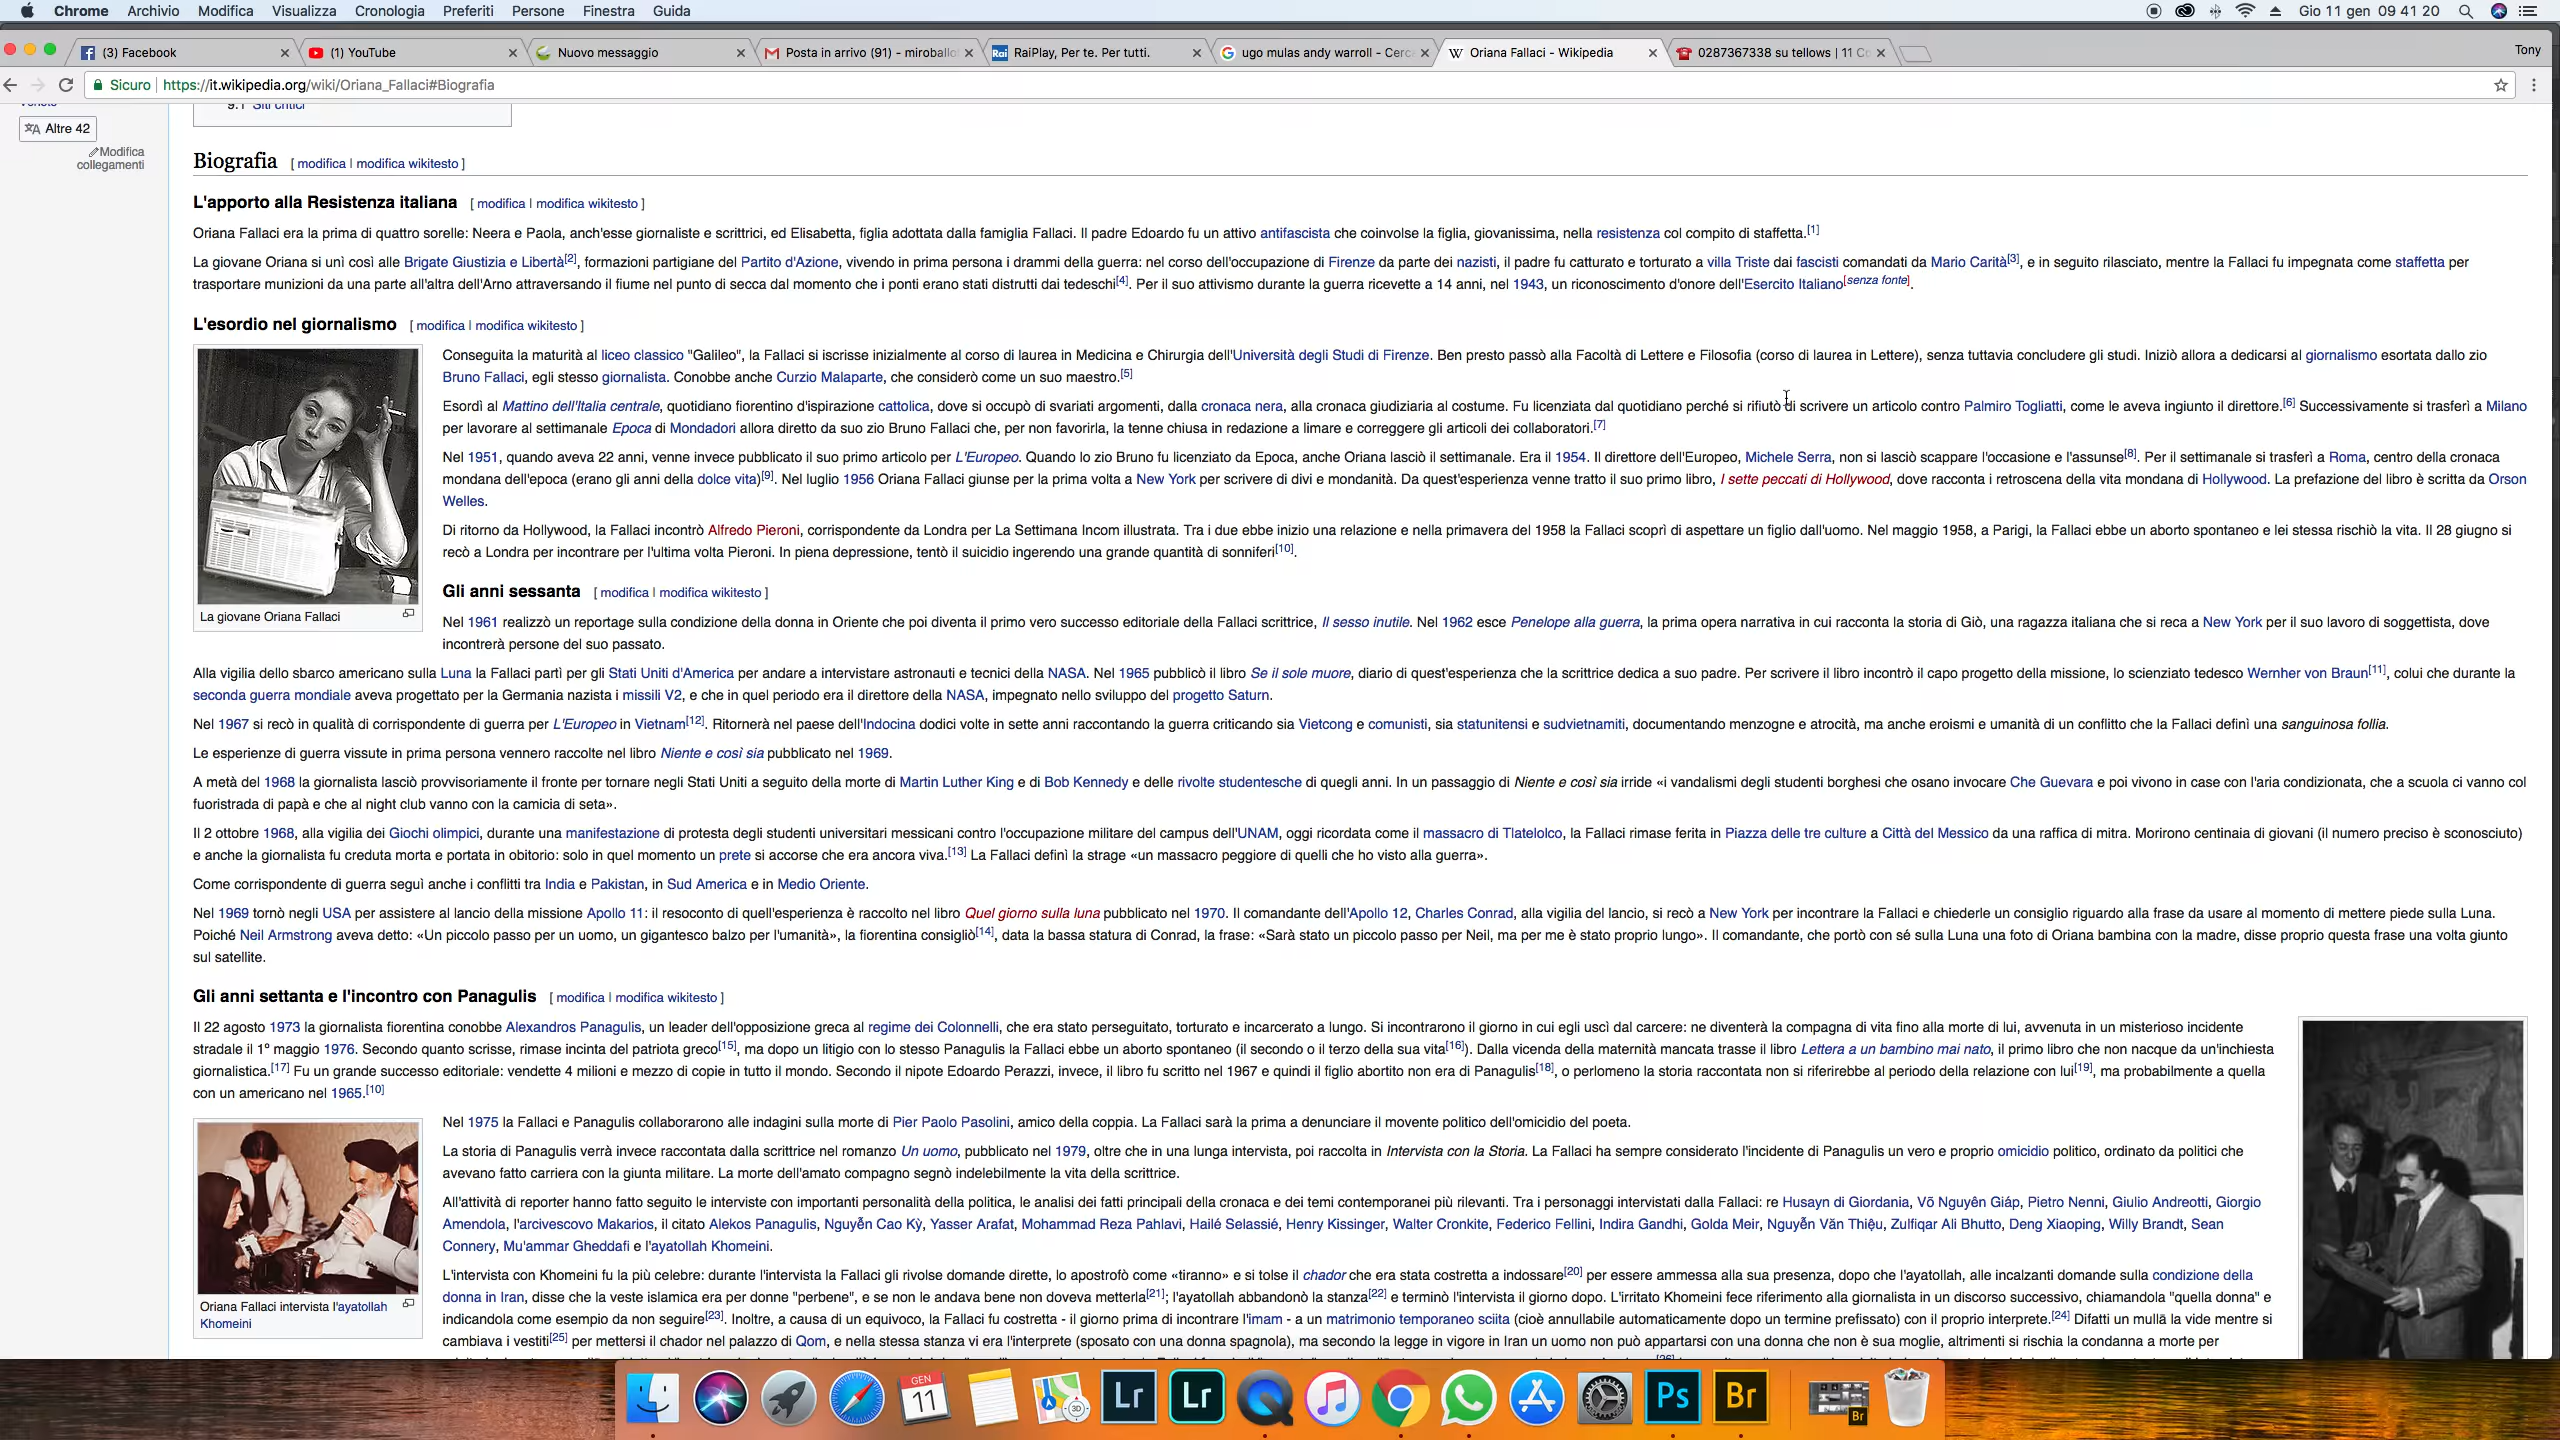 Chrome Archivio Modifica Visualizza Cronologia Preferiti Persone Finestra Guida Gio 11 gen 09 41 20
(3) Facebook (1) YouTube Nuovo messaggio Posta in arrivo (91) - miroballo RaiPlay, Per te. Per tutti. ugo mulas andy warroll - Cerc Oriana Fallaci - Wikipedia 0287367338 su tellows | 11 Co Tony
Sicuro https://it.wikipedia.org/wiki/Oriana_Fallaci#Biografia
Veneto
9.1 Siti critici
Altre 42
Modifica
collegamenti
Biografia [ modifica | modifica wikitesto ]
L'apporto alla Resistenza italiana [ modifica | modifica wikitesto ]
Oriana Fallaci era la prima di quattro sorelle: Neera e Paola, anch'esse giornaliste e scrittrici, ed Elisabetta, figlia adottata dalla famiglia Fallaci. Il padre Edoardo fu un attivo antifascista che coinvolse la figlia, giovanissima, nella resistenza col compito di staffetta.[1]
La giovane Oriana si unì così alle Brigate Giustizia e Libertà[2], formazioni partigiane del Partito d'Azione, vivendo in prima persona i drammi della guerra: nel corso dell'occupazione di Firenze da parte dei nazisti, il padre fu catturato e torturato a villa Triste dai fascisti comandati da Mario Carità[3], e in seguito rilasciato, mentre la Fallaci fu impegnata come staffetta per
trasportare munizioni da una parte all'altra dell'Arno attraversando il fiume nel punto di secca dal momento che i ponti erano stati distrutti dai tedeschi[4]. Per il suo attivismo durante la guerra ricevette a 14 anni, nel 1943, un riconoscimento d'onore dell'Esercito Italiano[senza fonte].
L'esordio nel giornalismo [ modifica | modifica wikitesto ]
Conseguita la maturità al liceo classico "Galileo", la Fallaci si iscrisse inizialmente al corso di laurea in Medicina e Chirurgia dell'Università degli Studi di Firenze. Ben presto passò alla Facoltà di Lettere e Filosofia (corso di laurea in Lettere), senza tuttavia concludere gli studi. Iniziò allora a dedicarsi al giornalismo esortata dallo zio
Bruno Fallaci, egli stesso giornalista. Conobbe anche Curzio Malaparte, che considerò come un suo maestro.[5]
Esordì al Mattino dell'Italia centrale, quotidiano fiorentino d'ispirazione cattolica, dove si occupò di svariati argomenti, dalla cronaca nera, alla cronaca giudiziaria al costume. Fu licenziata dal quotidiano perché si rifiutò di scrivere un articolo contro Palmiro Togliatti, come le aveva ingiunto il direttore.[6] Successivamente si trasferì a Milano
per lavorare al settimanale Epoca di Mondadori allora diretto da suo zio Bruno Fallaci che, per non favorirla, la tenne chiusa in redazione a limare e correggere gli articoli dei collaboratori.[7]
Nel 1951, quando aveva 22 anni, venne invece pubblicato il suo primo articolo per L'Europeo. Quando lo zio Bruno fu licenziato da Epoca, anche Oriana lasciò il settimanale. Era il 1954. Il direttore dell'Europeo, Michele Serra, non si lasciò scappare l'occasione e l'assunse[8]. Per il settimanale si trasferì a Roma, centro della cronaca
mondana dell'epoca (erano gli anni della dolce vita)[9]. Nel luglio 1956 Oriana Fallaci giunse per la prima volta a New York per scrivere di divi e mondanità. Da quest'esperienza venne tratto il suo primo libro, I sette peccati di Hollywood, dove racconta i retroscena della vita mondana di Hollywood. La prefazione del libro è scritta da Orson
Welles.
Di ritorno da Hollywood, la Fallaci incontrò Alfredo Pieroni, corrispondente da Londra per La Settimana Incom illustrata. Tra i due ebbe inizio una relazione e nella primavera del 1958 la Fallaci scoprì di aspettare un figlio dall'uomo. Nel maggio 1958, a Parigi, la Fallaci ebbe un aborto spontaneo e lei stessa rischiò la vita. Il 28 giugno si
recò a Londra per incontrare per l'ultima volta Pieroni. In piena depressione, tentò il suicidio ingerendo una grande quantità di sonniferi[10].
La giovane Oriana Fallaci
Gli anni sessanta [ modifica | modifica wikitesto ]
Nel 1961 realizzò un reportage sulla condizione della donna in Oriente che poi diventa il primo vero successo editoriale della Fallaci scrittrice, Il sesso inutile. Nel 1962 esce Penelope alla guerra, la prima opera narrativa in cui racconta la storia di Giò, una ragazza italiana che si reca a New York per il suo lavoro di soggettista, dove
incontrerà persone del suo passato.
Alla vigilia dello sbarco americano sulla Luna la Fallaci partì per gli Stati Uniti d'America per andare a intervistare astronauti e tecnici della NASA. Nel 1965 pubblicò il libro Se il sole muore, diario di quest'esperienza che la scrittrice dedica a suo padre. Per scrivere il libro incontrò il capo progetto della missione, lo scienziato tedesco Wernher von Braun[11], colui che durante la
seconda guerra mondiale aveva progettato per la Germania nazista i missili V2, e che in quel periodo era il direttore della NASA, impegnato nello sviluppo del progetto Saturn.
Nel 1967 si recò in qualità di corrispondente di guerra per L'Europeo in Vietnam[12]. Ritornerà nel paese dell'Indocina dodici volte in sette anni raccontando la guerra criticando sia Vietcong e comunisti, sia statunitensi e sudvietnamiti, documentando menzogne e atrocità, ma anche eroismi e umanità di un conflitto che la Fallaci definì una sanguinosa follia.
Le esperienze di guerra vissute in prima persona vennero raccolte nel libro Niente e così sia pubblicato nel 1969.
A metà del 1968 la giornalista lasciò provvisoriamente il fronte per tornare negli Stati Uniti a seguito della morte di Martin Luther King e di Bob Kennedy e delle rivolte studentesche di quegli anni. In un passaggio di Niente e così sia irride «i vandalismi degli studenti borghesi che osano invocare Che Guevara e poi vivono in case con l'aria condizionata, che a scuola ci vanno col
fuoristrada di papà e che al night club vanno con la camicia di seta».
Il 2 ottobre 1968, alla vigilia dei Giochi olimpici, durante una manifestazione di protesta degli studenti universitari messicani contro l'occupazione militare del campus dell'UNAM, oggi ricordata come il massacro di Tlatelolco, la Fallaci rimase ferita in Piazza delle tre culture a Città del Messico da una raffica di mitra. Morirono centinaia di giovani (il numero preciso è sconosciuto)
e anche la giornalista fu creduta morta e portata in obitorio: solo in quel momento un prete si accorse che era ancora viva.[13] La Fallaci definì la strage «un massacro peggiore di quelli che ho visto alla guerra».
Come corrispondente di guerra seguì anche i conflitti tra India e Pakistan, in Sud America e in Medio Oriente.
Nel 1969 tornò negli USA per assistere al lancio della missione Apollo 11: il resoconto di quell'esperienza è raccolto nel libro Quel giorno sulla luna pubblicato nel 1970. Il comandante dell'Apollo 12, Charles Conrad, alla vigilia del lancio, si recò a New York per incontrare la Fallaci e chiederle un consiglio riguardo alla frase da usare al momento di mettere piede sulla Luna.
Poiché Neil Armstrong aveva detto: «Un piccolo passo per un uomo, un gigantesco balzo per l'umanità», la fiorentina consigliò[14], data la bassa statura di Conrad, la frase: «Sarà stato un piccolo passo per Neil, ma per me è stato proprio lungo». Il comandante, che portò con sé sulla Luna una foto di Oriana bambina con la madre, disse proprio questa frase una volta giunto
sul satellite.
Gli anni settanta e l'incontro con Panagulis [ modifica | modifica wikitesto ]
Il 22 agosto 1973 la giornalista fiorentina conobbe Alexandros Panagulis, un leader dell'opposizione greca al regime dei Colonnelli, che era stato perseguitato, torturato e incarcerato a lungo. Si incontrarono il giorno in cui egli uscì dal carcere: ne diventerà la compagna di vita fino alla morte di lui, avvenuta in un misterioso incidente
stradale il 1º maggio 1976. Secondo quanto scrisse, rimase incinta del patriota greco[15], ma dopo un litigio con lo stesso Panagulis la Fallaci ebbe un aborto spontaneo (il secondo o il terzo della sua vita[16]). Dalla vicenda della maternità mancata trasse il libro Lettera a un bambino mai nato, il primo libro che non nacque da un'inchiesta
giornalistica.[17] Fu un grande successo editoriale: vendette 4 milioni e mezzo di copie in tutto il mondo. Secondo il nipote Edoardo Perazzi, invece, il libro fu scritto nel 1967 e quindi il figlio abortito non era di Panagulis[18], o perlomeno la storia raccontata non si riferirebbe al periodo della relazione con lui[19], ma probabilmente a quella
con un americano nel 1965.[10]
Nel 1975 la Fallaci e Panagulis collaborarono alle indagini sulla morte di Pier Paolo Pasolini, amico della coppia. La Fallaci sarà la prima a denunciare il movente politico dell'omicidio del poeta.
La storia di Panagulis verrà invece raccontata dalla scrittrice nel romanzo Un uomo, pubblicato nel 1979, oltre che in una lunga intervista, poi raccolta in Intervista con la Storia. La Fallaci ha sempre considerato l'incidente di Panagulis un vero e proprio omicidio politico, ordinato da politici che
avevano fatto carriera con la giunta militare. La morte dell'amato compagno segnò indelebilmente la vita della scrittrice.
All'attività di reporter hanno fatto seguito le interviste con importanti personalità della politica, le analisi dei fatti principali della cronaca e dei temi contemporanei più rilevanti. Tra i personaggi intervistati dalla Fallaci: re Husayn di Giordania, Võ Nguyên Giáp, Pietro Nenni, Giulio Andreotti, Giorgio
Amendola, l'arcivescovo Makarios, il citato Alekos Panagulis, Nguyễn Cao Kỳ, Yasser Arafat, Mohammad Reza Pahlavi, Hailé Selassié, Henry Kissinger, Walter Cronkite, Federico Fellini, Indira Gandhi, Golda Meir, Nguyễn Văn Thiệu, Zulfiqar Ali Bhutto, Deng Xiaoping, Willy Brandt, Sean
Connery, Mu'ammar Gheddafi e l'ayatollah Khomeini.
L'intervista con Khomeini fu la più celebre: durante l'intervista la Fallaci gli rivolse domande dirette, lo apostrofò come «tiranno» e si tolse il chador che era stata costretta a indossare[20] per essere ammessa alla sua presenza, dopo che l'ayatollah, alle incalzanti domande sulla condizione della
donna in Iran, disse che la veste islamica era per donne "perbene", e se non le andava bene non doveva metterla[21]; l'ayatollah abbandonò la stanza[22] e terminò l'intervista il giorno dopo. L'irritato Khomeini fece riferimento alla giornalista in un discorso successivo, chiamandola "quella donna" e
indicandola come esempio da non seguire[23]. Inoltre, a causa di un equivoco, la Fallaci fu costretta - il giorno prima di incontrare l'imam - a un matrimonio temporaneo sciita (cioè annullabile automaticamente dopo un termine prefissato) con il proprio interprete.[24] Difatti un mullā la vide mentre si
cambiava i vestiti[25] per mettersi il chador nel palazzo di Qom, e nella stessa stanza vi era l'interprete (sposato con una donna spagnola), ma secondo la legge in vigore in Iran un uomo non può appartarsi con una donna che non è sua moglie, altrimenti si rischia la condanna a morte per
Oriana Fallaci intervista l'ayatollah
Khomeini
GEN
11
3D
Lr
Lr
Ps
Br
Br